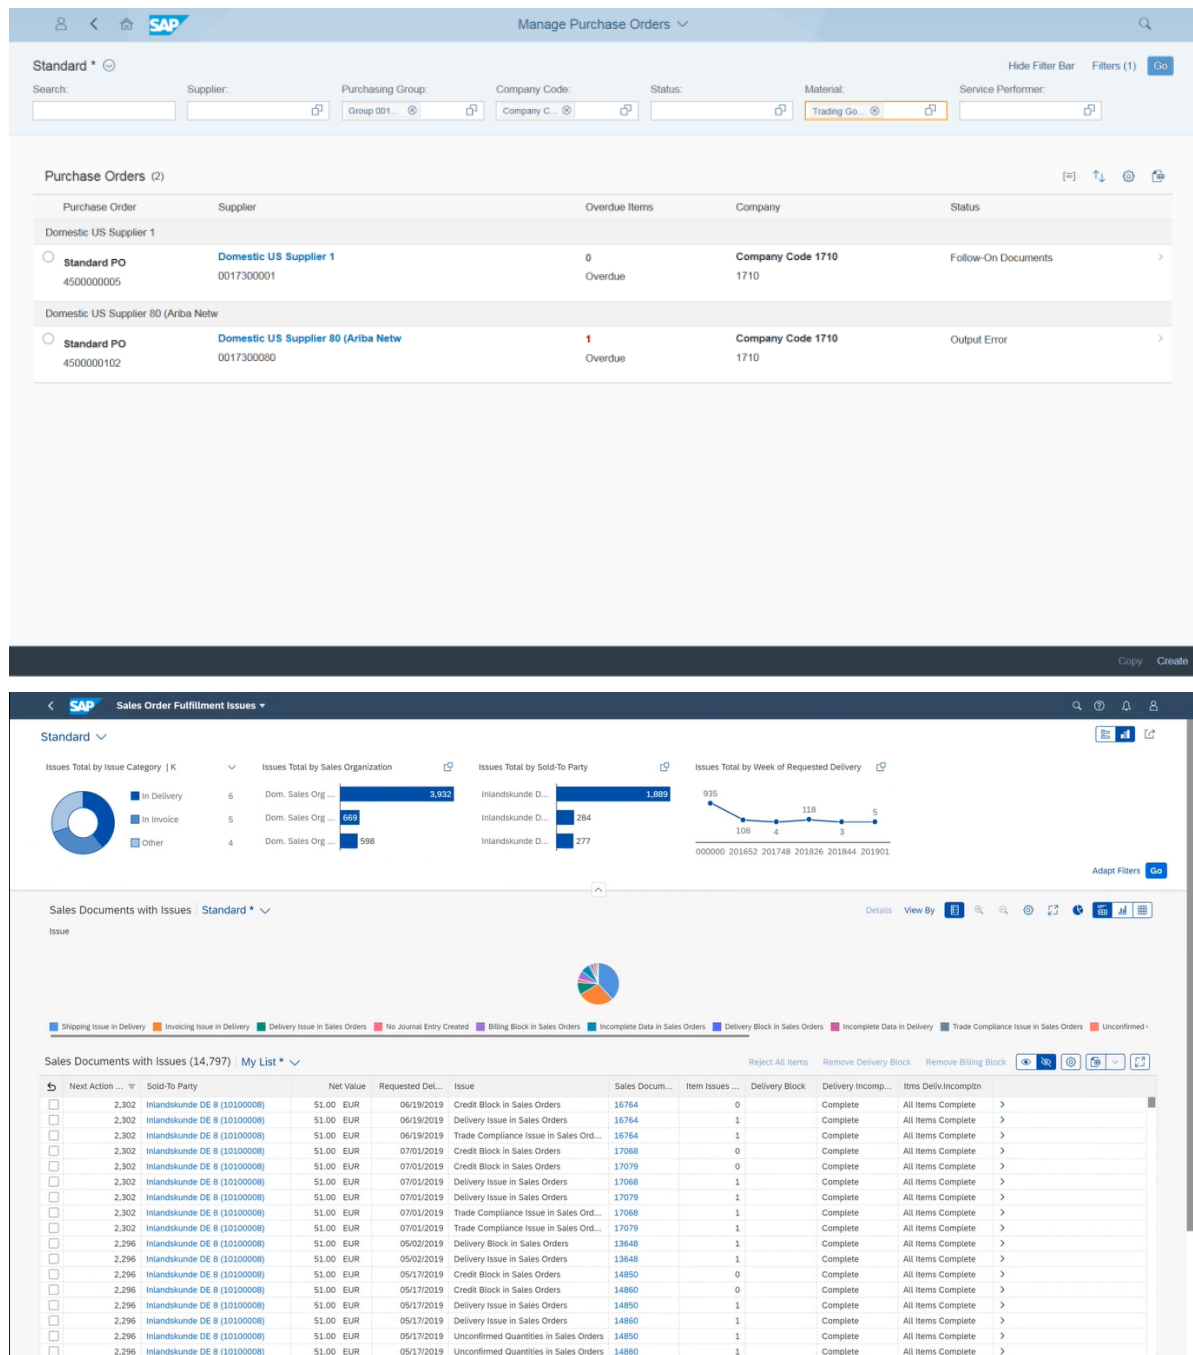 SAP Manage Purchase Orders
Standard *
Hide Filter Bar Filters (1) Go
Search: Supplier: Purchasing Group: Company Code: Status: Material: Service Performer:
Group 001... Company C... Trading Go...
Purchase Orders (2)
Purchase Order Supplier Overdue Items Company Status
Domestic US Supplier 1
Standard PO Domestic US Supplier 1 0 Company Code 1710 Follow-On Documents
4500000005 0017300001 Overdue 1710
Domestic US Supplier 80 (Ariba Netw
Standard PO Domestic US Supplier 80 (Ariba Netw 1 Company Code 1710 Output Error
4500000102 0017300080 Overdue 1710
Copy Create
SAP Sales Order Fulfillment Issues
Standard
Issues Total by Issue Category | K Issues Total by Sales Organization Issues Total by Sold-To Party Issues Total by Week of Requested Delivery
In Delivery 6 Dom. Sales Org ... 3,932 Inlandskunde D... 1,889 935
In Invoice 5 Dom. Sales Org ... 669 Inlandskunde D... 284 108 4 118 3 5
Other 4 Dom. Sales Org ... 598 Inlandskunde D... 277
000000 201652 201748 201826 201844 201901
Adapt Filters Go
Sales Documents with Issues Standard * Details View By
Issue
Shipping Issue in Delivery Invoicing Issue in Delivery Delivery Issue in Sales Orders No Journal Entry Created Billing Block in Sales Orders Incomplete Data in Sales Orders Delivery Block in Sales Orders Incomplete Data in Delivery Trade Compliance Issue in Sales Orders Unconfirmed
Sales Documents with Issues (14,797) My List * Reject All Items Remove Delivery Block Remove Billing Block
Next Action ... Sold-To Party Net Value Requested Del... Issue Sales Docum... Item Issues ... Delivery Block Delivery Incomp... Itms Deliv.Incompltn
2,302 Inlandskunde DE 8 (10100008) 51.00 EUR 06/19/2019 Credit Block in Sales Orders 16764 0 Complete All Items Complete
2,302 Inlandskunde DE 8 (10100008) 51.00 EUR 06/19/2019 Delivery Issue in Sales Orders 16764 1 Complete All Items Complete
2,302 Inlandskunde DE 8 (10100008) 51.00 EUR 06/19/2019 Trade Compliance Issue in Sales Ord... 16764 1 Complete All Items Complete
2,302 Inlandskunde DE 8 (10100008) 51.00 EUR 07/01/2019 Credit Block in Sales Orders 17068 0 Complete All Items Complete
2,302 Inlandskunde DE 8 (10100008) 51.00 EUR 07/01/2019 Credit Block in Sales Orders 17079 0 Complete All Items Complete
2,302 Inlandskunde DE 8 (10100008) 51.00 EUR 07/01/2019 Delivery Issue in Sales Orders 17068 1 Complete All Items Complete
2,302 Inlandskunde DE 8 (10100008) 51.00 EUR 07/01/2019 Delivery Issue in Sales Orders 17079 1 Complete All Items Complete
2,302 Inlandskunde DE 8 (10100008) 51.00 EUR 07/01/2019 Trade Compliance Issue in Sales Ord... 17068 1 Complete All Items Complete
2,302 Inlandskunde DE 8 (10100008) 51.00 EUR 07/01/2019 Trade Compliance Issue in Sales Ord... 17079 1 Complete All Items Complete
2,296 Inlandskunde DE 8 (10100008) 51.00 EUR 05/02/2019 Delivery Block in Sales Orders 13648 1 Complete All Items Complete
2,296 Inlandskunde DE 8 (10100008) 51.00 EUR 05/02/2019 Delivery Issue in Sales Orders 13648 1 Complete All Items Complete
2,296 Inlandskunde DE 8 (10100008) 51.00 EUR 05/17/2019 Credit Block in Sales Orders 14850 0 Complete All Items Complete
2,296 Inlandskunde DE 8 (10100008) 51.00 EUR 05/17/2019 Credit Block in Sales Orders 14860 0 Complete All Items Complete
2,296 Inlandskunde DE 8 (10100008) 51.00 EUR 05/17/2019 Delivery Issue in Sales Orders 14850 1 Complete All Items Complete
2,296 Inlandskunde DE 8 (10100008) 51.00 EUR 05/17/2019 Delivery Issue in Sales Orders 14860 1 Complete All Items Complete
2,296 Inlandskunde DE 8 (10100008) 51.00 EUR 05/17/2019 Unconfirmed Quantities in Sales Orders 14850 1 Complete All Items Complete
2,296 Inlandskunde DE 8 (10100008) 51.00 EUR 05/17/2019 Unconfirmed Quantities in Sales Orders 14860 1 Complete All Items Complete